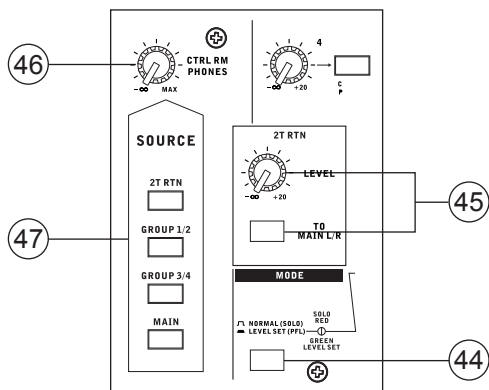 46
CTRL RM
PHONES
-∞ MAX
4
-∞ +20
C
P
SOURCE
2T RTN
GROUP 1/2
GROUP 3/4
MAIN
47
2T RTN
LEVEL
-∞ +20
TO
MAIN L/R
45
MODE
NORMAL (SOLO)
LEVEL SET (PFL)
SOLO
RED
GREEN
LEVEL SET
44